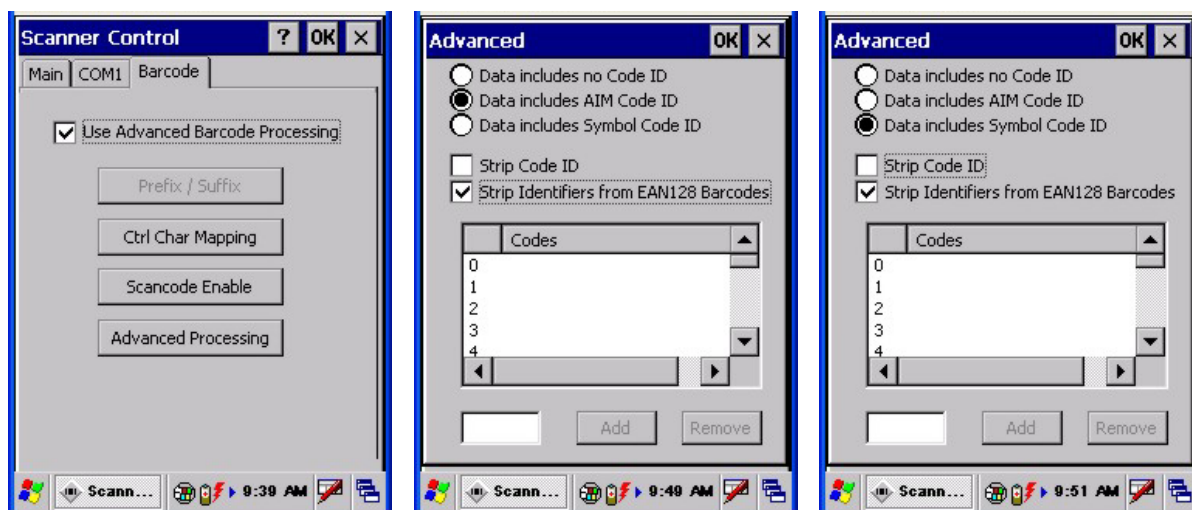 Scanner Control ? OK ×
Main COM1 Barcode
Use Advanced Barcode Processing
Prefix / Suffix
Ctrl Char Mapping
Scancode Enable
Advanced Processing
Scann... 9:39 AM
Advanced OK ×
Data includes no Code ID
Data includes AIM Code ID
Data includes Symbol Code ID
Strip Code ID
Strip Identifiers from EAN128 Barcodes
Codes
0
1
2
3
4
Add Remove
Scann... 9:49 AM
Advanced OK ×
Data includes no Code ID
Data includes AIM Code ID
Data includes Symbol Code ID
Strip Code ID
Strip Identifiers from EAN128 Barcodes
Codes
0
1
2
3
4
Add Remove
Scann... 9:51 AM